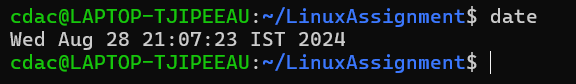 cdac@LAPTOP-TJIPEEAU:~/LinuxAssignment$ date
Wed Aug 28 21:07:23 IST 2024
cdac@LAPTOP-TJIPEEAU:~/LinuxAssignment$